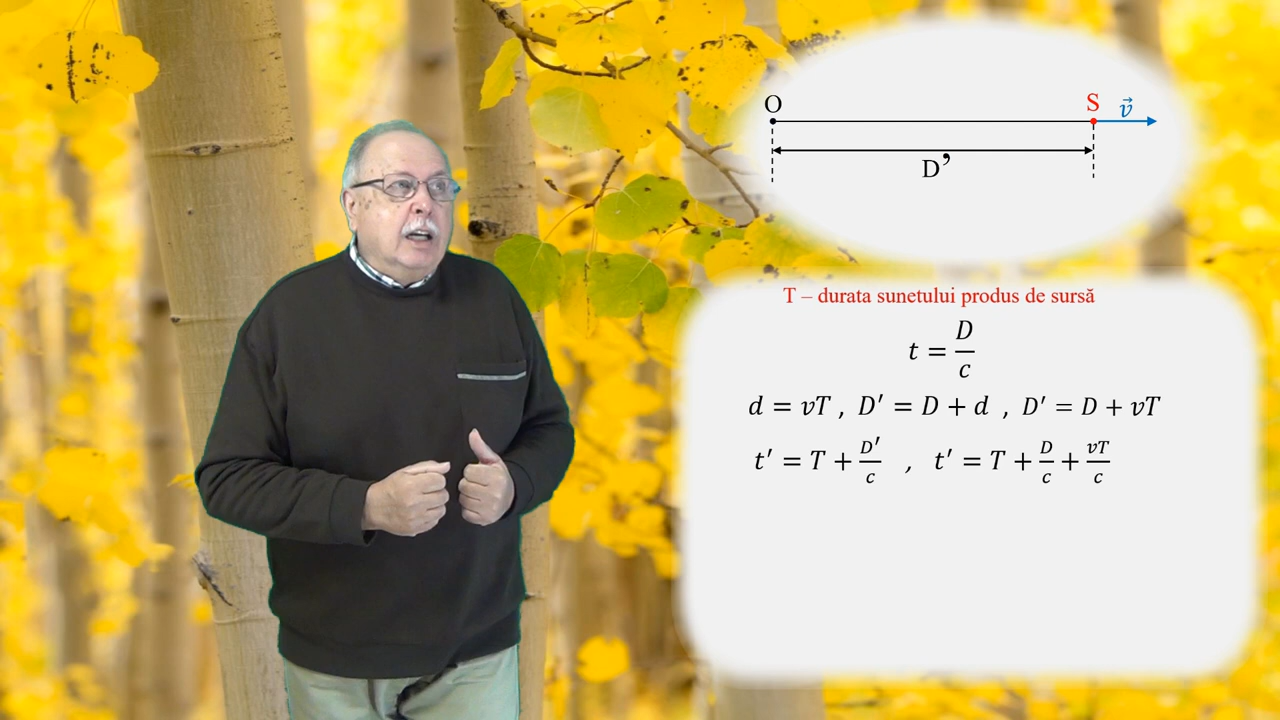 O S v⃗
D’
T – durata sunetului produs de sursă
t = D/c
d = vT , D′ = D + d , D′ = D + vT
t′ = T + D′/c , t′ = T + D/c + vT/c